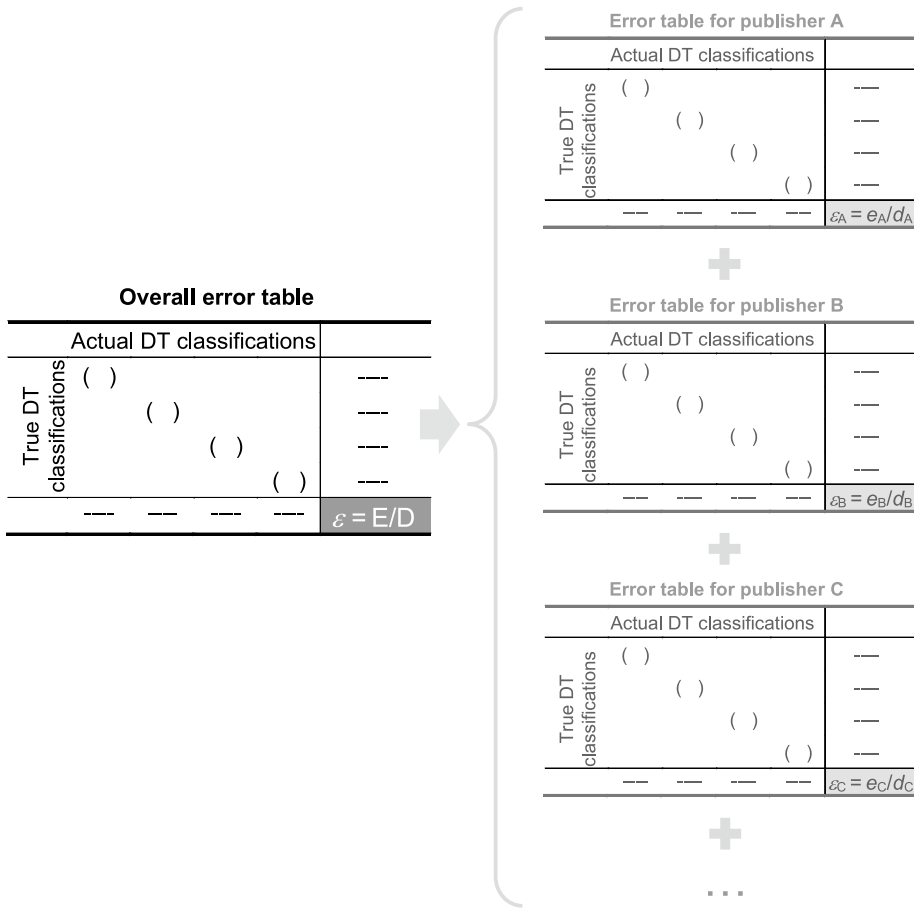 Overall error table
Actual DT classifications
True DT
classifications
( )
( )
( )
( )
ε = E/D
Error table for publisher A
Actual DT classifications
True DT
classifications
( )
( )
( )
( )
εA = eA/dA
+
Error table for publisher B
Actual DT classifications
True DT
classifications
( )
( )
( )
( )
εB = eB/dB
+
Error table for publisher C
Actual DT classifications
True DT
classifications
( )
( )
( )
( )
εC = eC/dC
+
...